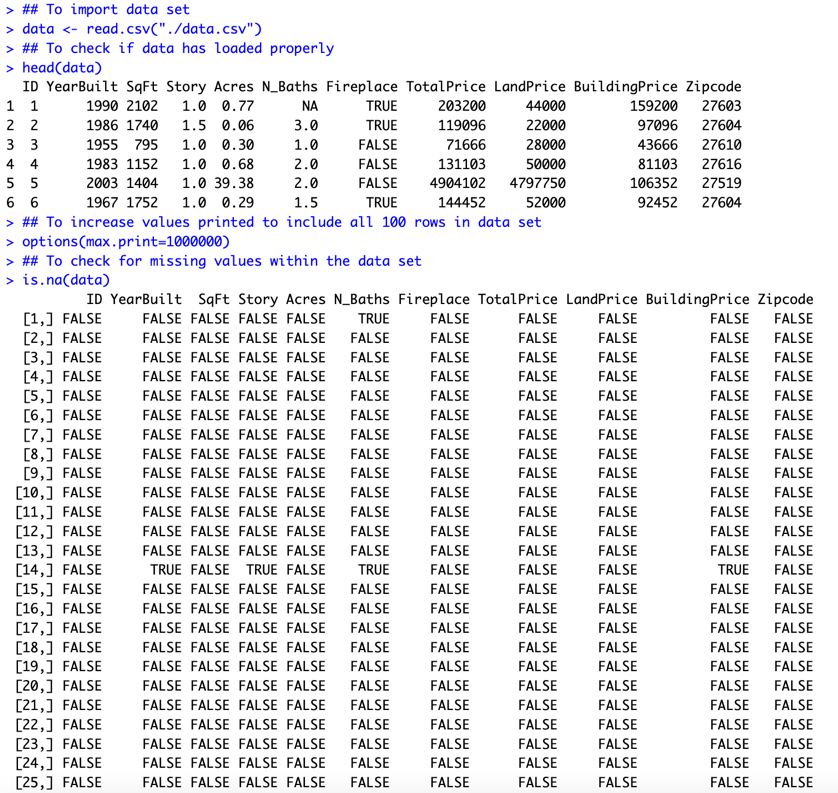 > ## To import data set
> data <- read.csv("./data.csv")
> ## To check if data has loaded properly
> head(data)
  ID YearBuilt SqFt Story Acres N_Baths Fireplace TotalPrice LandPrice BuildingPrice Zipcode
1  1      1990 2102   1.0  0.77      NA      TRUE     203200     44000        159200   27603
2  2      1986 1740   1.5  0.06     3.0      TRUE     119096     22000         97096   27604
3  3      1955  795   1.0  0.30     1.0     FALSE      71666     28000         43666   27610
4  4      1983 1152   1.0  0.68     2.0     FALSE     131103     50000         81103   27616
5  5      2003 1404   1.0 39.38     2.0     FALSE    4904102   4797750        106352   27519
6  6      1967 1752   1.0  0.29     1.5      TRUE     144452     52000         92452   27604
> ## To increase values printed to include all 100 rows in data set
> options(max.print=1000000)
> ## To check for missing values within the data set
> is.na(data)
          ID YearBuilt  SqFt Story Acres N_Baths Fireplace TotalPrice LandPrice BuildingPrice Zipcode
  [1,] FALSE     FALSE FALSE FALSE FALSE    TRUE     FALSE      FALSE     FALSE         FALSE   FALSE
  [2,] FALSE     FALSE FALSE FALSE FALSE   FALSE     FALSE      FALSE     FALSE         FALSE   FALSE
  [3,] FALSE     FALSE FALSE FALSE FALSE   FALSE     FALSE      FALSE     FALSE         FALSE   FALSE
  [4,] FALSE     FALSE FALSE FALSE FALSE   FALSE     FALSE      FALSE     FALSE         FALSE   FALSE
  [5,] FALSE     FALSE FALSE FALSE FALSE   FALSE     FALSE      FALSE     FALSE         FALSE   FALSE
  [6,] FALSE     FALSE FALSE FALSE FALSE   FALSE     FALSE      FALSE     FALSE         FALSE   FALSE
  [7,] FALSE     FALSE FALSE FALSE FALSE   FALSE     FALSE      FALSE     FALSE         FALSE   FALSE
  [8,] FALSE     FALSE FALSE FALSE FALSE   FALSE     FALSE      FALSE     FALSE         FALSE   FALSE
  [9,] FALSE     FALSE FALSE FALSE FALSE   FALSE     FALSE      FALSE     FALSE         FALSE   FALSE
 [10,] FALSE     FALSE FALSE FALSE FALSE   FALSE     FALSE      FALSE     FALSE         FALSE   FALSE
 [11,] FALSE     FALSE FALSE FALSE FALSE   FALSE     FALSE      FALSE     FALSE         FALSE   FALSE
 [12,] FALSE     FALSE FALSE FALSE FALSE   FALSE     FALSE      FALSE     FALSE         FALSE   FALSE
 [13,] FALSE     FALSE FALSE FALSE FALSE   FALSE     FALSE      FALSE     FALSE         FALSE   FALSE
 [14,] FALSE      TRUE FALSE  TRUE FALSE    TRUE     FALSE      FALSE     FALSE          TRUE   FALSE
 [15,] FALSE     FALSE FALSE FALSE FALSE   FALSE     FALSE      FALSE     FALSE         FALSE   FALSE
 [16,] FALSE     FALSE FALSE FALSE FALSE   FALSE     FALSE      FALSE     FALSE         FALSE   FALSE
 [17,] FALSE     FALSE FALSE FALSE FALSE   FALSE     FALSE      FALSE     FALSE         FALSE   FALSE
 [18,] FALSE     FALSE FALSE FALSE FALSE   FALSE     FALSE      FALSE     FALSE         FALSE   FALSE
 [19,] FALSE     FALSE FALSE FALSE FALSE   FALSE     FALSE      FALSE     FALSE         FALSE   FALSE
 [20,] FALSE     FALSE FALSE FALSE FALSE   FALSE     FALSE      FALSE     FALSE         FALSE   FALSE
 [21,] FALSE     FALSE FALSE FALSE FALSE   FALSE     FALSE      FALSE     FALSE         FALSE   FALSE
 [22,] FALSE     FALSE FALSE FALSE FALSE   FALSE     FALSE      FALSE     FALSE         FALSE   FALSE
 [23,] FALSE     FALSE FALSE FALSE FALSE   FALSE     FALSE      FALSE     FALSE         FALSE   FALSE
 [24,] FALSE     FALSE FALSE FALSE FALSE   FALSE     FALSE      FALSE     FALSE         FALSE   FALSE
 [25,] FALSE     FALSE FALSE FALSE FALSE   FALSE     FALSE      FALSE     FALSE         FALSE   FALSE